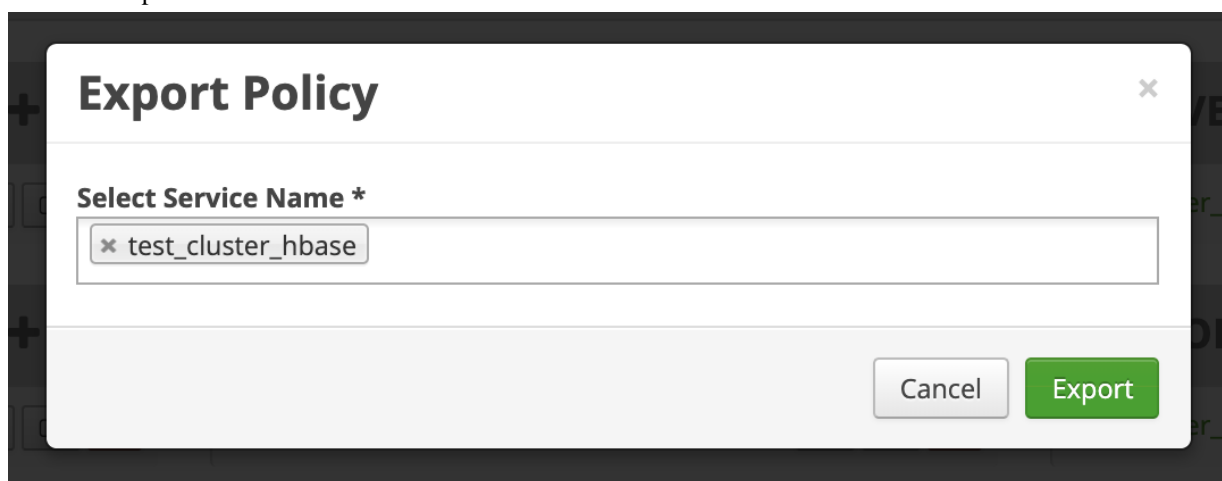 Export Policy
×
Select Service Name *
× test_cluster_hbase
Cancel
Export